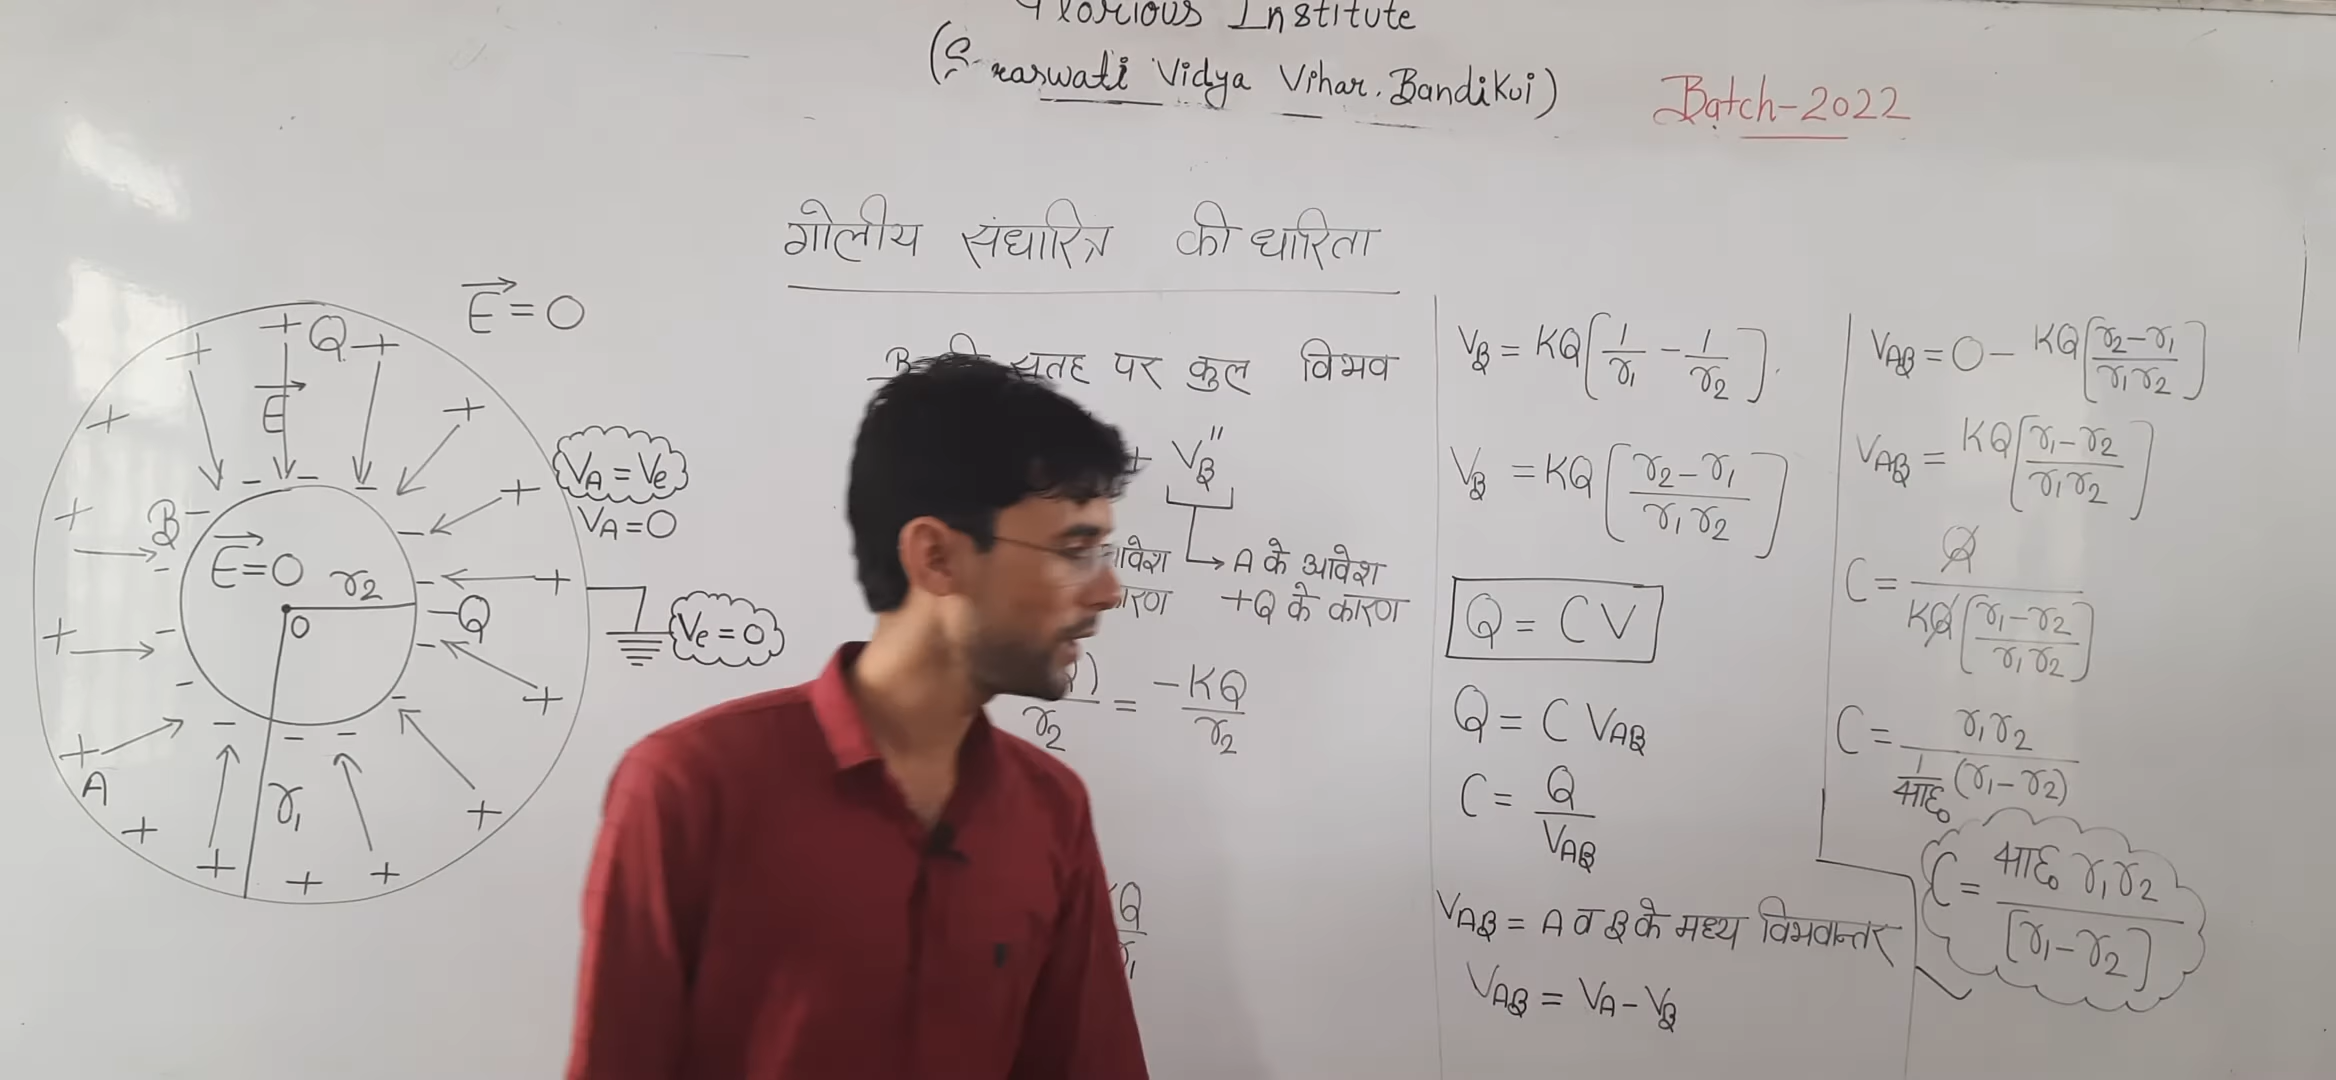 Glorious Institute
(Saraswati Vidya Vihar, Bandikui)
Batch-2022
गोलीय संधारित्र की धारिता
E⃗ = 0
+Q
E⃗
V_A = V_e
V_A = 0
B
E⃗ = 0
r₂
O
-Q
V_e = 0
A
r₁
सतह पर कुल विभव
+ V_B''
A के आवेश
+Q के कारण
r₂ = -KQ/r₂
Q
V_B = KQ[1/r₁ - 1/r₂]
V_B = KQ[(r₂-r₁)/(r₁r₂)]
Q = CV
Q = C V_AB
C = Q/V_AB
V_AB = A व B के मध्य विभवान्तर
V_AB = V_A - V_B
V_AB = 0 - KQ[(r₂-r₁)/(r₁r₂)]
V_AB = KQ[(r₁-r₂)/(r₁r₂)]
C = Q/(KQ[(r₁-r₂)/(r₁r₂)])
C = r₁r₂/((1/4πε₀)(r₁-r₂))
C = 4πε₀ r₁r₂/[r₁-r₂]